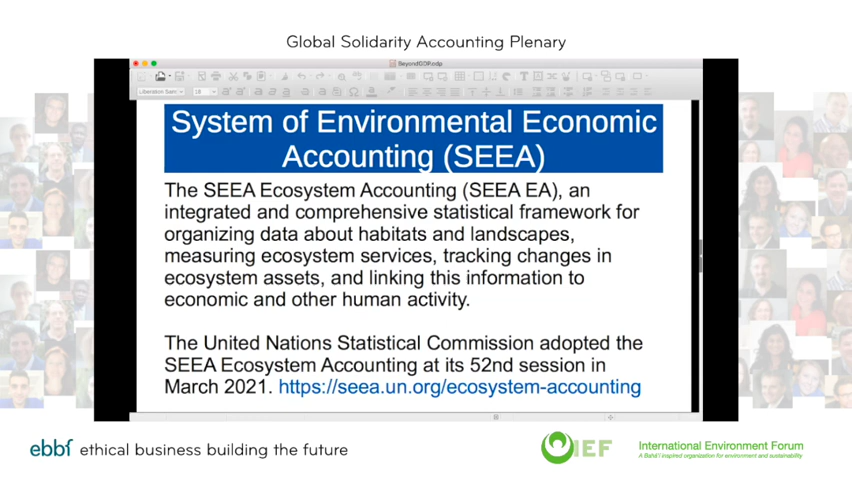 Global Solidarity Accounting Plenary
BeyondGDP.odp
Liberation Sans
18
System of Environmental Economic
Accounting (SEEA)
The SEEA Ecosystem Accounting (SEEA EA), an
integrated and comprehensive statistical framework for
organizing data about habitats and landscapes,
measuring ecosystem services, tracking changes in
ecosystem assets, and linking this information to
economic and other human activity.
The United Nations Statistical Commission adopted the
SEEA Ecosystem Accounting at its 52nd session in
March 2021. https://seea.un.org/ecosystem-accounting
ebbf ethical business building the future
IEF
International Environment Forum
A Bahá'í inspired organization for environment and sustainability